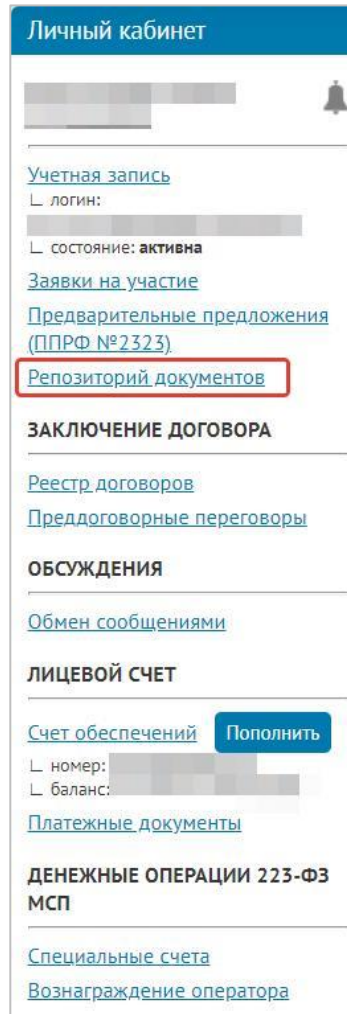 Личный кабинет
Учетная запись
логин:
состояние: активна
Заявки на участие
Предварительные предложения
(ППРФ №2323)
Репозиторий документов
ЗАКЛЮЧЕНИЕ ДОГОВОРА
Реестр договоров
Преддоговорные переговоры
ОБСУЖДЕНИЯ
Обмен сообщениями
ЛИЦЕВОЙ СЧЕТ
Счет обеспечений Пополнить
номер:
баланс:
Платежные документы
ДЕНЕЖНЫЕ ОПЕРАЦИИ 223-ФЗ
МСП
Специальные счета
Вознаграждение оператора